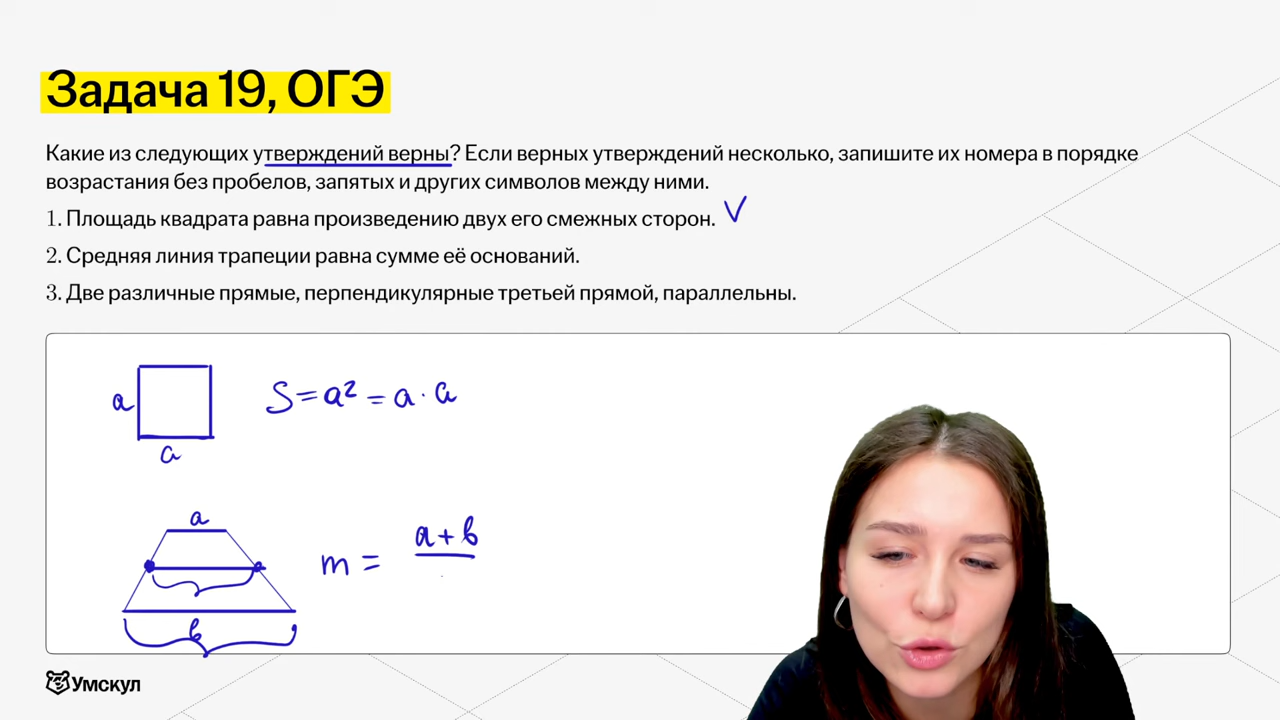 Задача 19, ОГЭ
Какие из следующих утверждений верны? Если верных утверждений несколько, запишите их номера в порядке
возрастания без пробелов, запятых и других символов между ними.
1. Площадь квадрата равна произведению двух его смежных сторон. V
2. Средняя линия трапеции равна сумме её оснований.
3. Две различные прямые, перпендикулярные третьей прямой, параллельны.
a
S = a² = a · a
a
a
m = a + b
b
Умскул